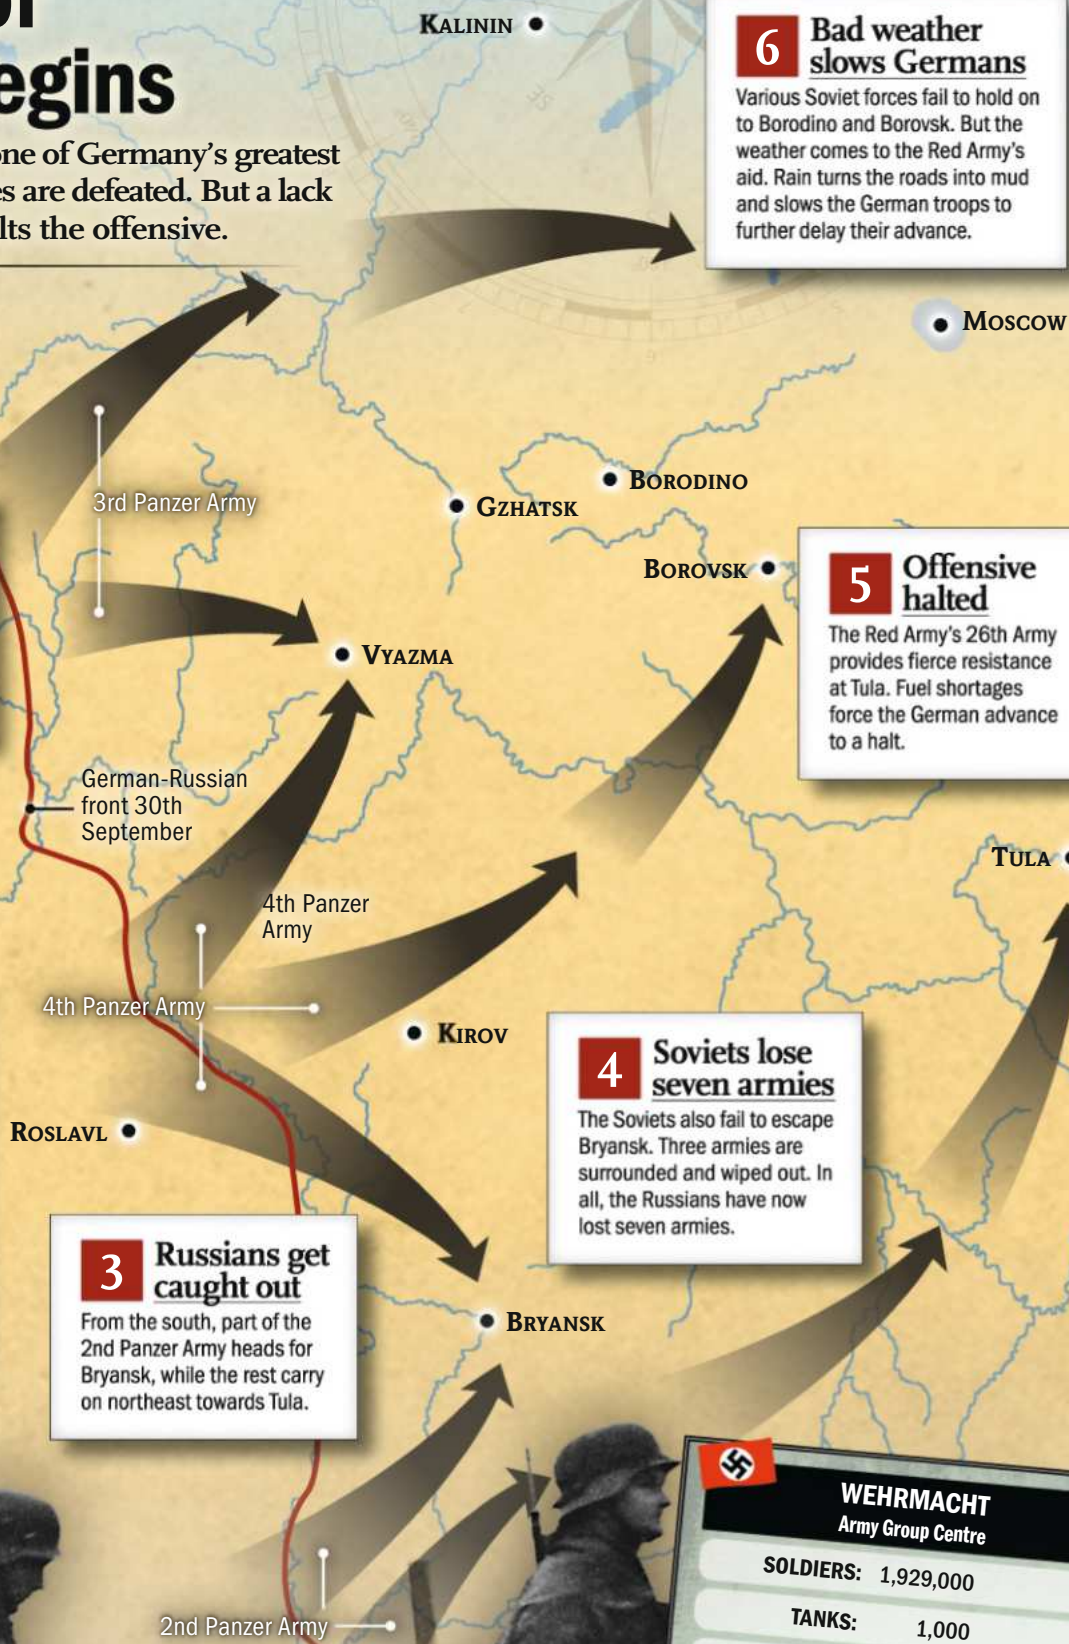 egins
one of Germany's greatest
are defeated. But a lack
the offensive.
KALININ
6
Bad weather
slows Germans
Various Soviet forces fail to hold on
to Borodino and Borovsk. But the
weather comes to the Red Army's
aid. Rain turns the roads into mud
and slows the German troops to
further delay their advance.
MOSCOW
3rd Panzer Army
BORODINO
GZHATSK
BOROVSK
5
Offensive
halted
The Red Army's 26th Army
provides fierce resistance
at Tula. Fuel shortages
force the German advance
to a halt.
VYAZMA
German-Russian
front 30th
September
TULA
4th Panzer
Army
4th Panzer Army
KIROV
4
Soviets lose
seven armies
The Soviets also fail to escape
Bryansk. Three armies are
surrounded and wiped out. In
all, the Russians have now
lost seven armies.
ROSLAVL
3
Russians get
caught out
From the south, part of the
2nd Panzer Army heads for
Bryansk, while the rest carry
on northeast towards Tula.
BRYANSK
WEHRMACHT
Army Group Centre
SOLDIERS: 1,929,000
TANKS: 1,000
2nd Panzer Army